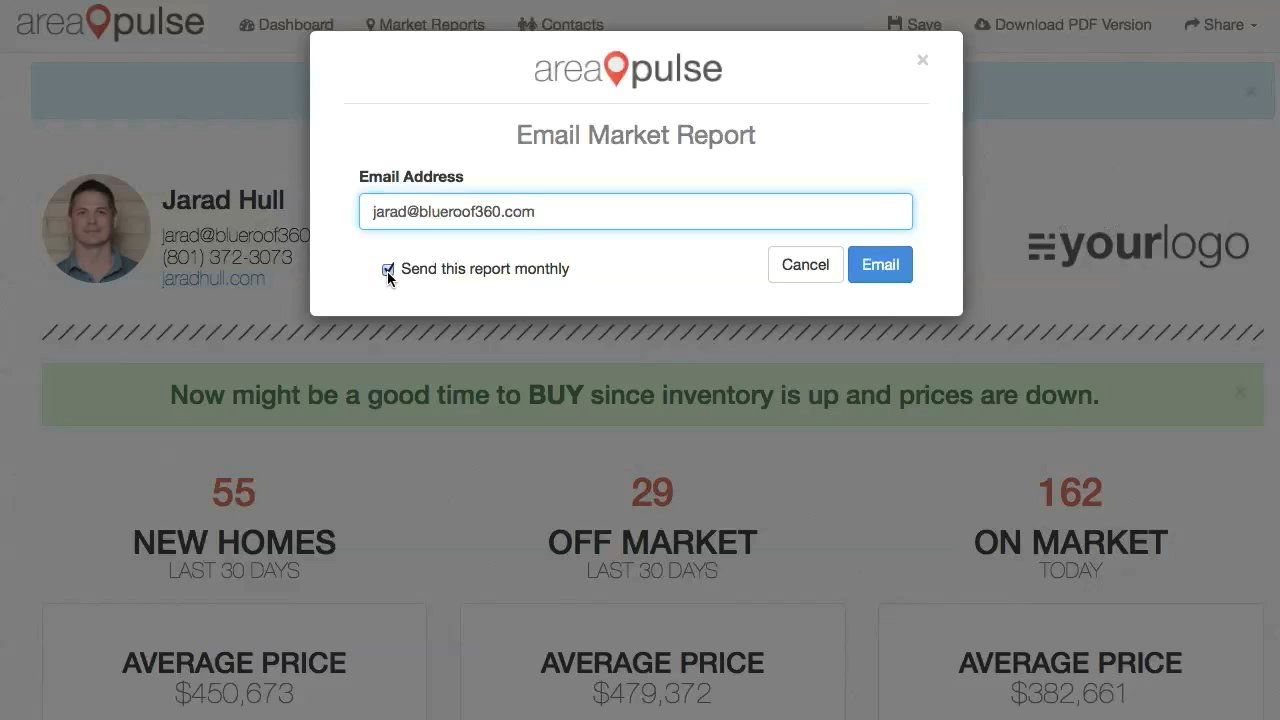 areapulse
Dashboard
Market Reports
Contacts
Save
Download PDF Version
Share
areapulse
×
Email Market Report
Email Address
jarad@blueroof360.com
Send this report monthly
Cancel
Email
Jarad Hull
jarad@blueroof360
(801) 372-3073
jaradhull.com
yourlogo
Now might be a good time to BUY since inventory is up and prices are down.
55
NEW HOMES
LAST 30 DAYS
29
OFF MARKET
LAST 30 DAYS
162
ON MARKET
TODAY
AVERAGE PRICE
$450,673
AVERAGE PRICE
$479,372
AVERAGE PRICE
$382,661